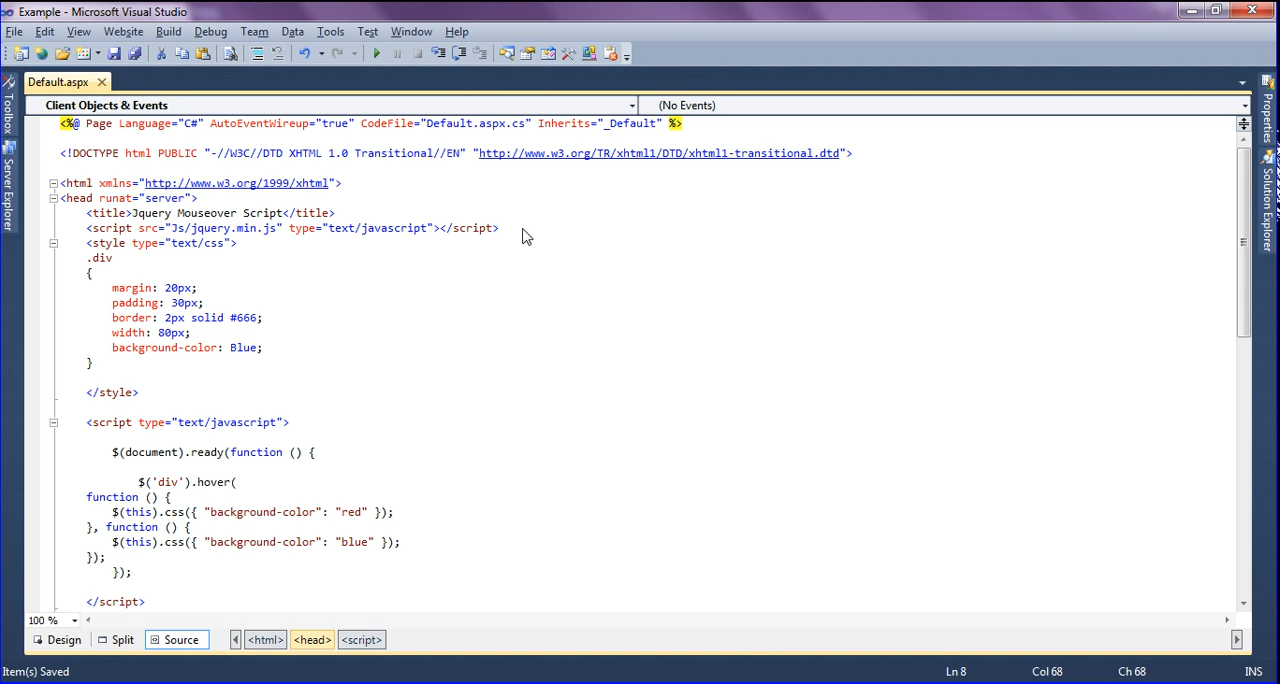 Example - Microsoft Visual Studio
File Edit View Website Build Debug Team Data Tools Test Window Help
Default.aspx
Client Objects & Events (No Events)
Toolbox
Server Explorer
Properties
Solution Explorer
<%@ Page Language="C#" AutoEventWireup="true" CodeFile="Default.aspx.cs" Inherits="_Default" %>
<!DOCTYPE html PUBLIC "-//W3C//DTD XHTML 1.0 Transitional//EN" "http://www.w3.org/TR/xhtml1/DTD/xhtml1-transitional.dtd">
<html xmlns="http://www.w3.org/1999/xhtml">
<head runat="server">
<title>Jquery Mouseover Script</title>
<script src="Js/jquery.min.js" type="text/javascript"></script>
<style type="text/css">
.div
{
margin: 20px;
padding: 30px;
border: 2px solid #666;
width: 80px;
background-color: Blue;
}
</style>
<script type="text/javascript">
$(document).ready(function () {
$('div').hover(
function () {
$(this).css({ "background-color": "red" });
}, function () {
$(this).css({ "background-color": "blue" });
});
});
</script>
100 %
Design Split Source <html> <head> <script>
Item(s) Saved Ln 8 Col 68 Ch 68 INS